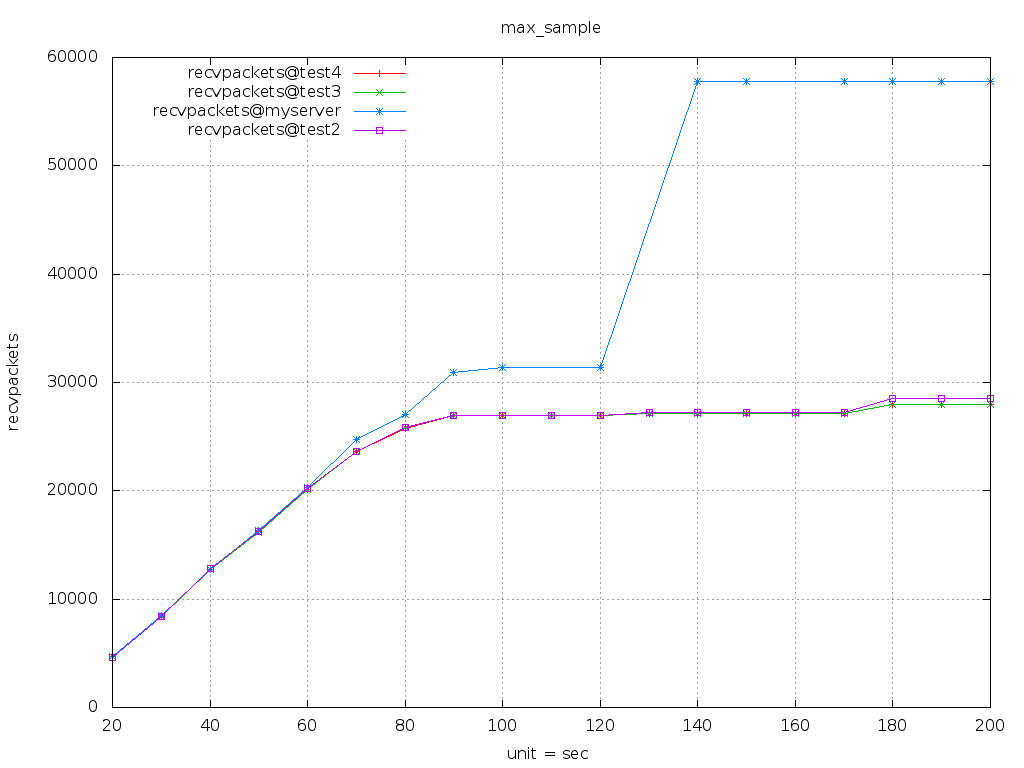 max_sample
recvpackets@test4
recvpackets@test3
recvpackets@myserver
recvpackets@test2
60000
50000
40000
30000
20000
10000
0
recvpackets
20 40 60 80 100 120 140 160 180 200
unit = sec